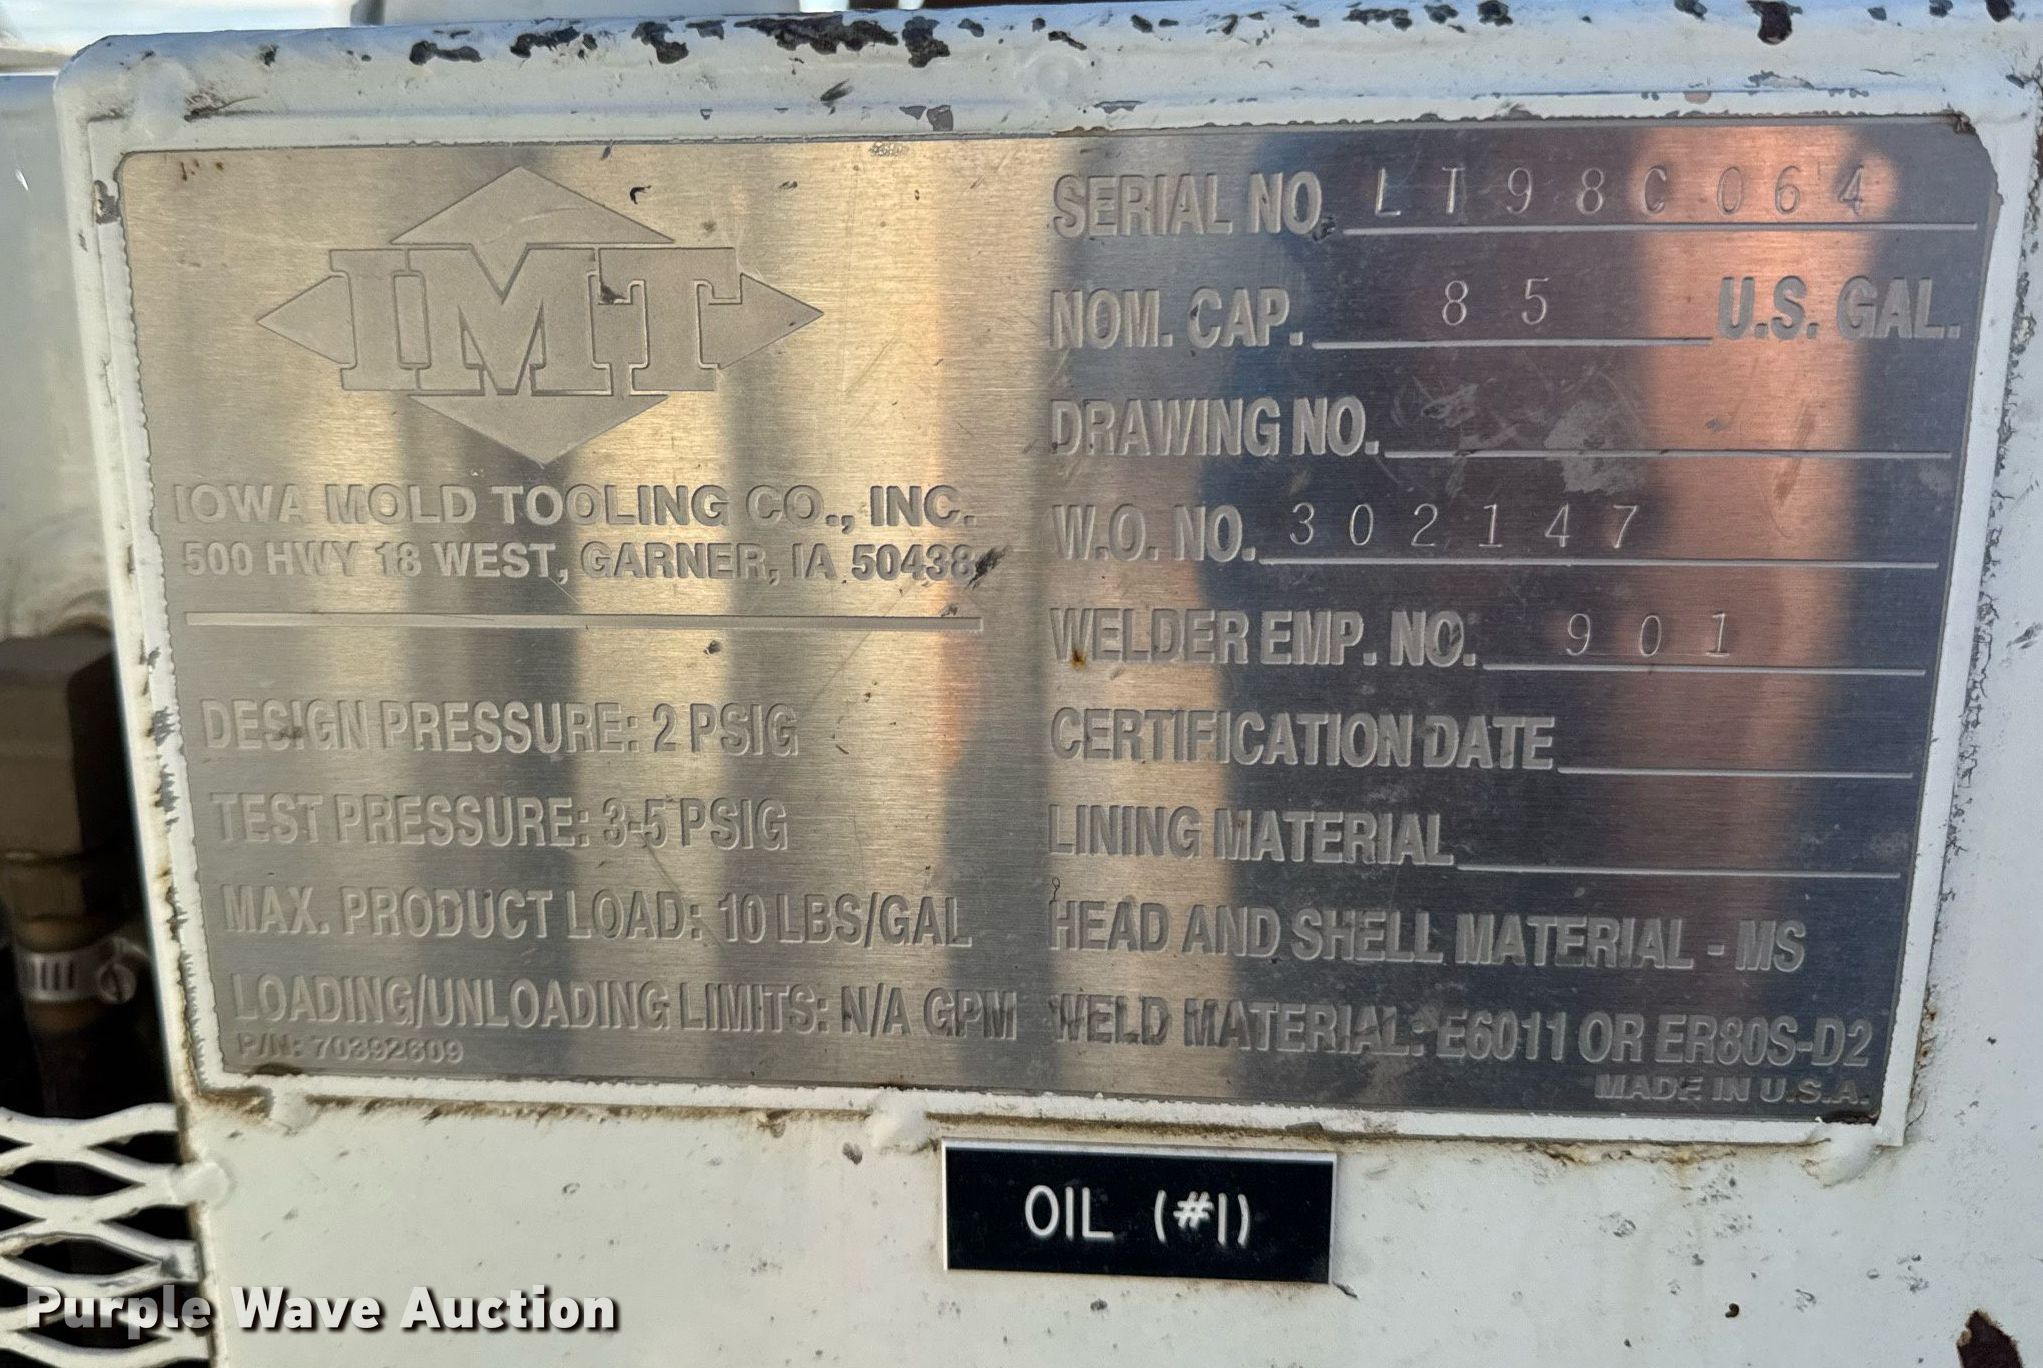 IMT
IOWA MOLD TOOLING CO., INC.
500 HWY 18 WEST, GARNER, IA 50438
DESIGN PRESSURE: 2 PSIG
TEST PRESSURE: 3-5 PSIG
MAX. PRODUCT LOAD: 10 LBS/GAL
LOADING/UNLOADING LIMITS: N/A GPM
P/N: 70392609
SERIAL NO. LT98C064
NOM. CAP. 85 U.S. GAL.
DRAWING NO.
W.O. NO. 302147
WELDER EMP. NO. 901
CERTIFICATION DATE
LINING MATERIAL
HEAD AND SHELL MATERIAL - MS
WELD MATERIAL: E6011 OR ER80S-D2
MADE IN U.S.A.
OIL (#1)
Purple Wave Auction